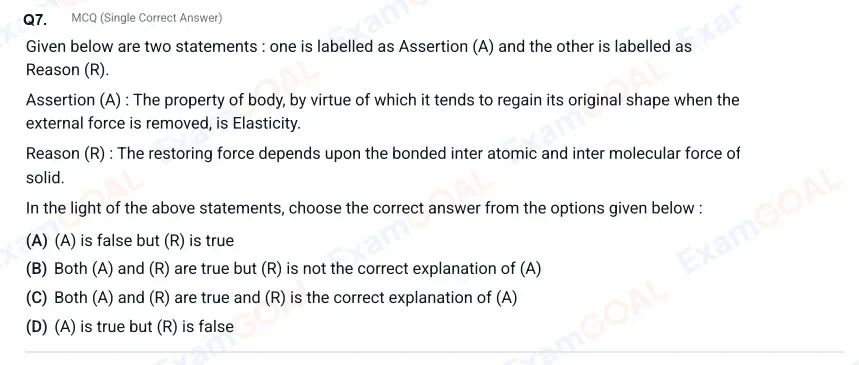 Q7. MCQ (Single Correct Answer)
Given below are two statements : one is labelled as Assertion (A) and the other is labelled as
Reason (R).
Assertion (A) : The property of body, by virtue of which it tends to regain its original shape when the
external force is removed, is Elasticity.
Reason (R) : The restoring force depends upon the bonded inter atomic and inter molecular force of
solid.
In the light of the above statements, choose the correct answer from the options given below :
(A) (A) is false but (R) is true
(B) Both (A) and (R) are true but (R) is not the correct explanation of (A)
(C) Both (A) and (R) are true and (R) is the correct explanation of (A)
(D) (A) is true but (R) is false